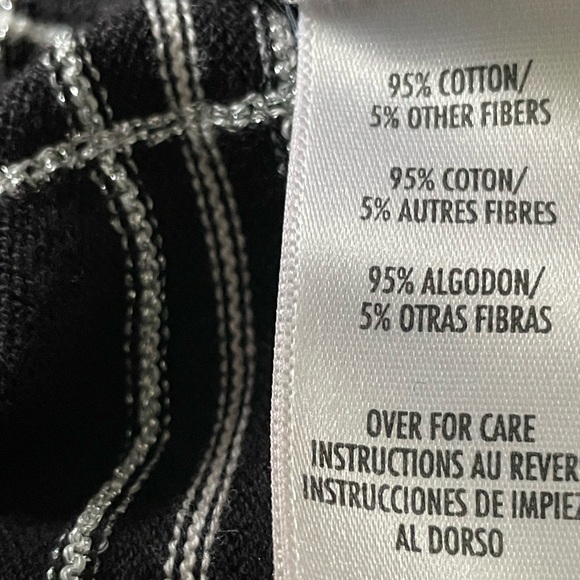 95% COTTON/
5% OTHER FIBERS
95% COTON/
5% AUTRES FIBRES
95% ALGODON/
5% OTRAS FIBRAS
OVER FOR CARE
INSTRUCTIONS AU REVER
INSTRUCCIONES DE IMPIE
AL DORSO